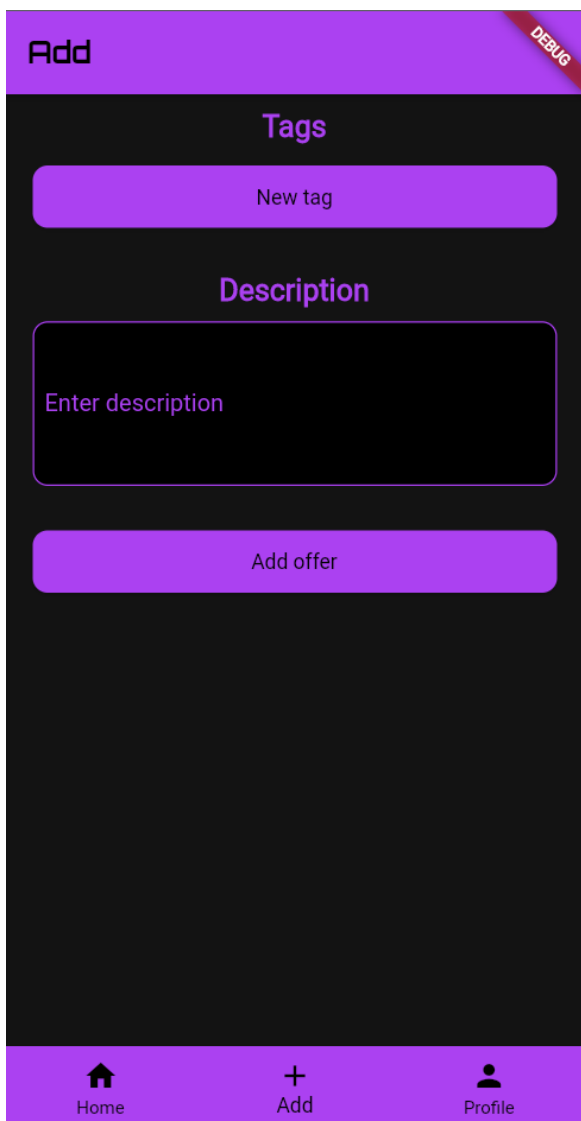 Add
DEBUG
Tags
New tag
Description
Enter description
Add offer
Home
Add
Profile